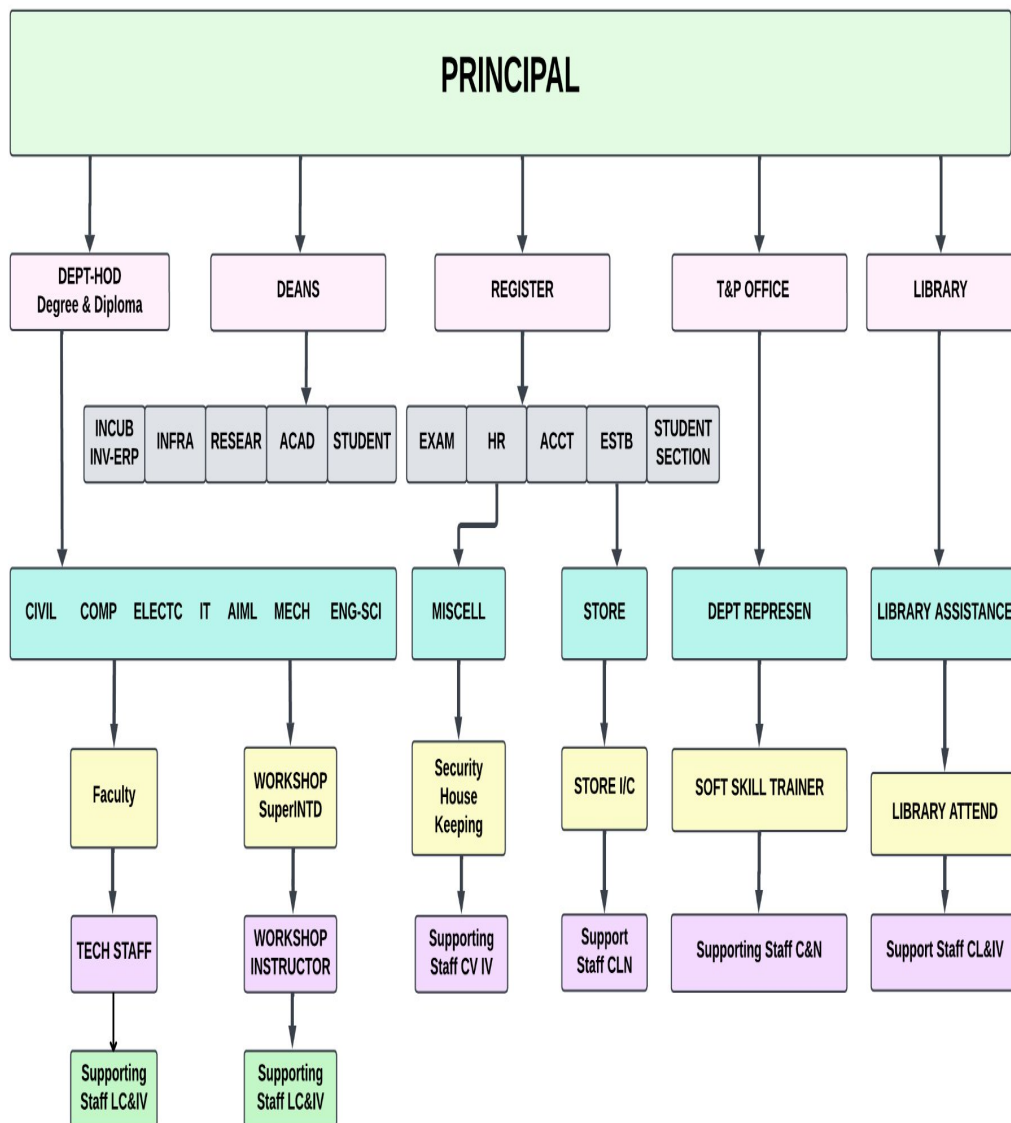 PRINCIPAL
DEPT-HOD
Degree & Diploma
DEANS
REGISTER
T&P OFFICE
LIBRARY
INCUB
INV-ERP
INFRA
RESEAR
ACAD
STUDENT
EXAM
HR
ACCT
ESTB
STUDENT
SECTION
CIVIL COMP ELECTC IT AIML MECH ENG-SCI
MISCELL
STORE
DEPT REPRESEN
LIBRARY ASSISTANCE
Faculty
WORKSHOP
SuperINTD
Security
House
Keeping
STORE I/C
SOFT SKILL TRAINER
LIBRARY ATTEND
TECH STAFF
WORKSHOP
INSTRUCTOR
Supporting
Staff CV IV
Support
Staff CLN
Supporting Staff C&N
Support Staff CL&IV
Supporting
Staff LC&IV
Supporting
Staff LC&IV